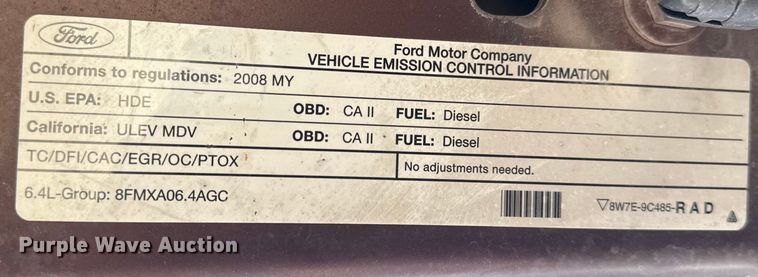 Ford
Ford Motor Company
VEHICLE EMISSION CONTROL INFORMATION
Conforms to regulations: 2008 MY
U.S. EPA: HDE OBD: CA II FUEL: Diesel
California: ULEV MDV OBD: CA II FUEL: Diesel
TC/DFI/CAC/EGR/OC/PTOX No adjustments needed.
6.4L-Group: 8FMXA06.4AGC ▽8W7E-9C485-RAD
Purple Wave Auction